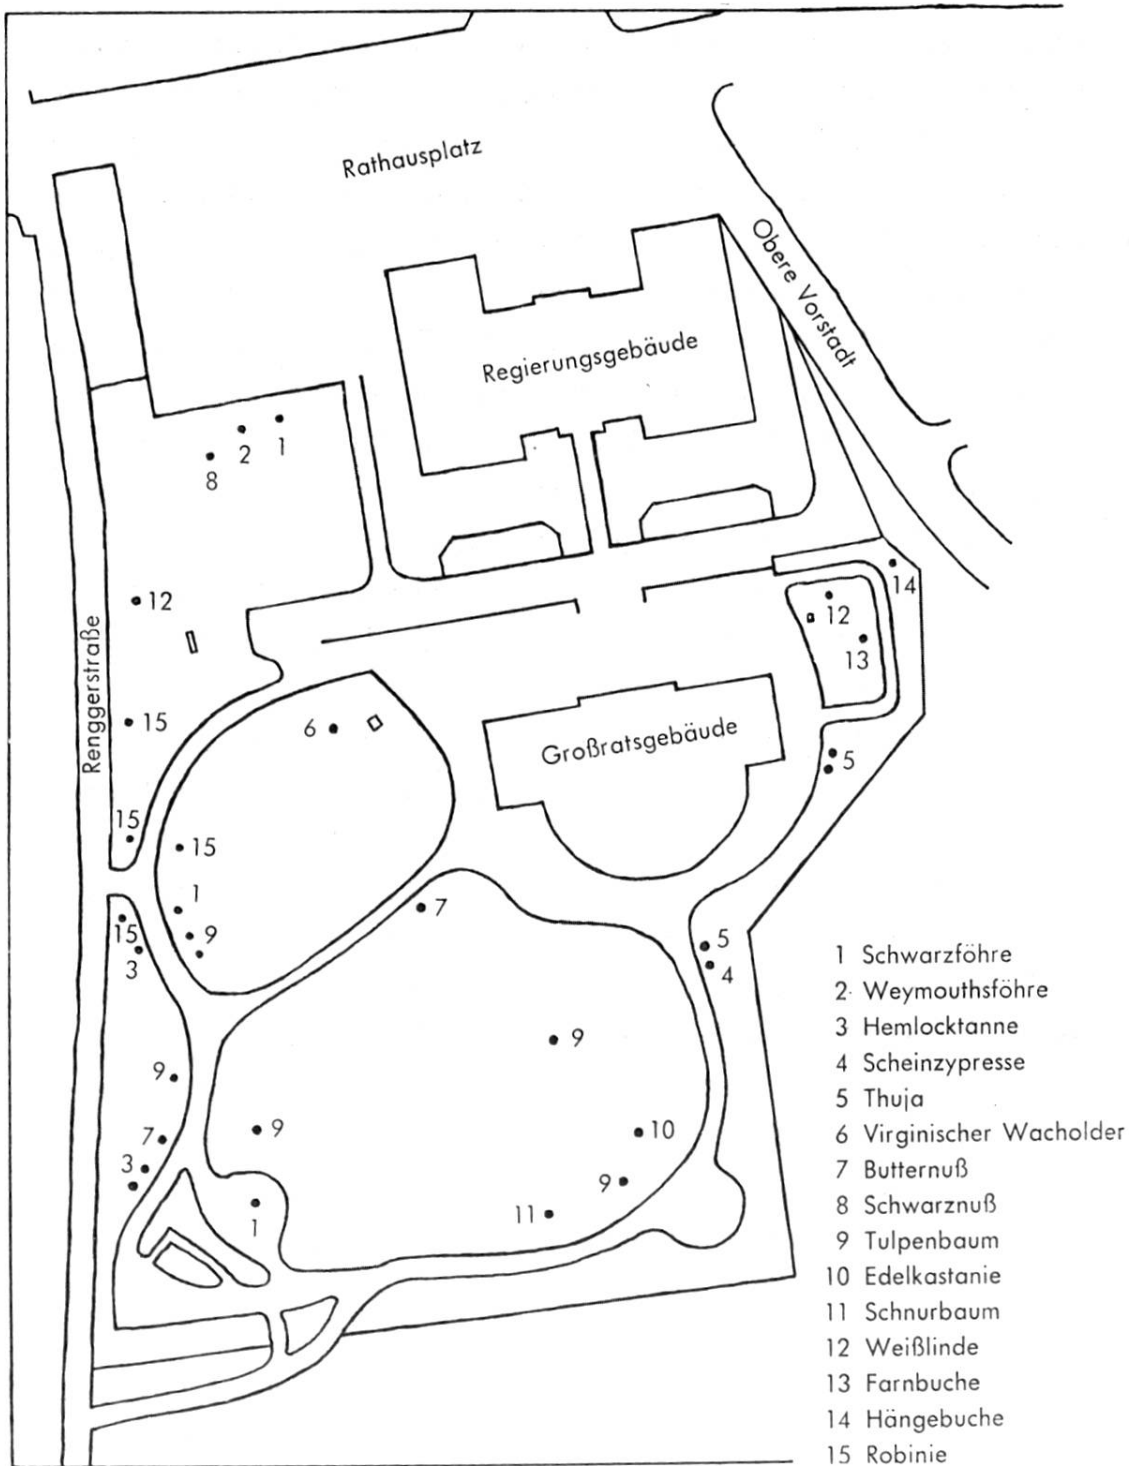 Rathausplatz
Obere Vorstadt
Regierungsgebäude
2
1
8
12
14
12
13
Renggerstraße
15
6
Großratsgebäude
5
15
15
1
7
9
15
3
5
4
9
9
9
10
7
3
9
1
11
1 Schwarzföhre
2 Weymouthsföhre
3 Hemlocktanne
4 Scheinzypresse
5 Thuja
6 Virginischer Wacholder
7 Butternuß
8 Schwarznuß
9 Tulpenbaum
10 Edelkastanie
11 Schnurbaum
12 Weißlinde
13 Farnbuche
14 Hängebuche
15 Robinie